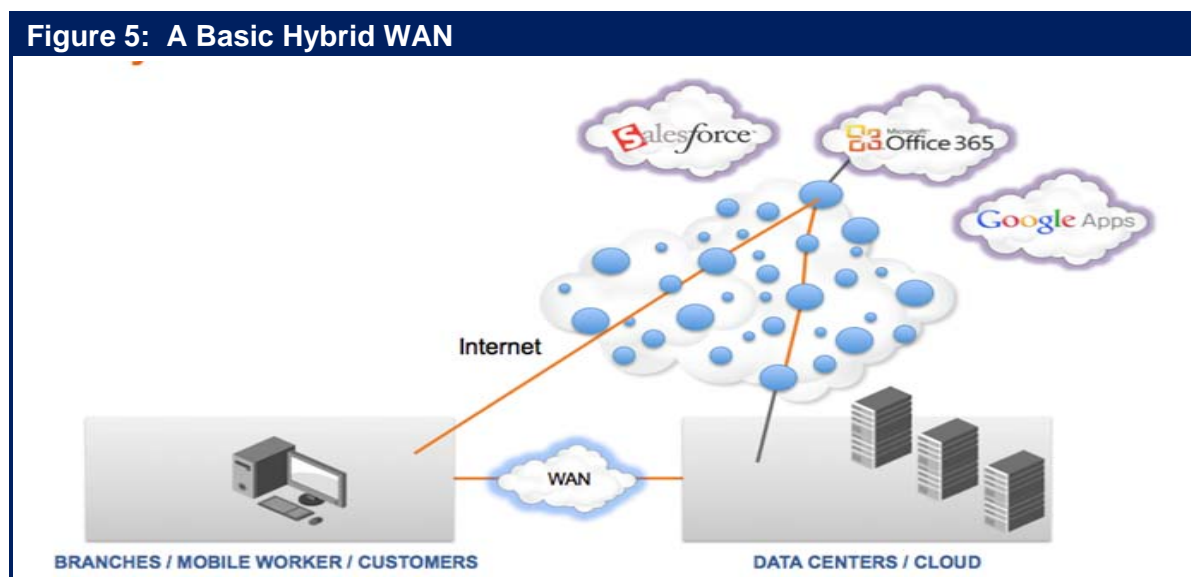 Figure 5: A Basic Hybrid WAN
Salesforce
Microsoft
Office 365
Google Apps
Internet
WAN
BRANCHES / MOBILE WORKER / CUSTOMERS
DATA CENTERS / CLOUD